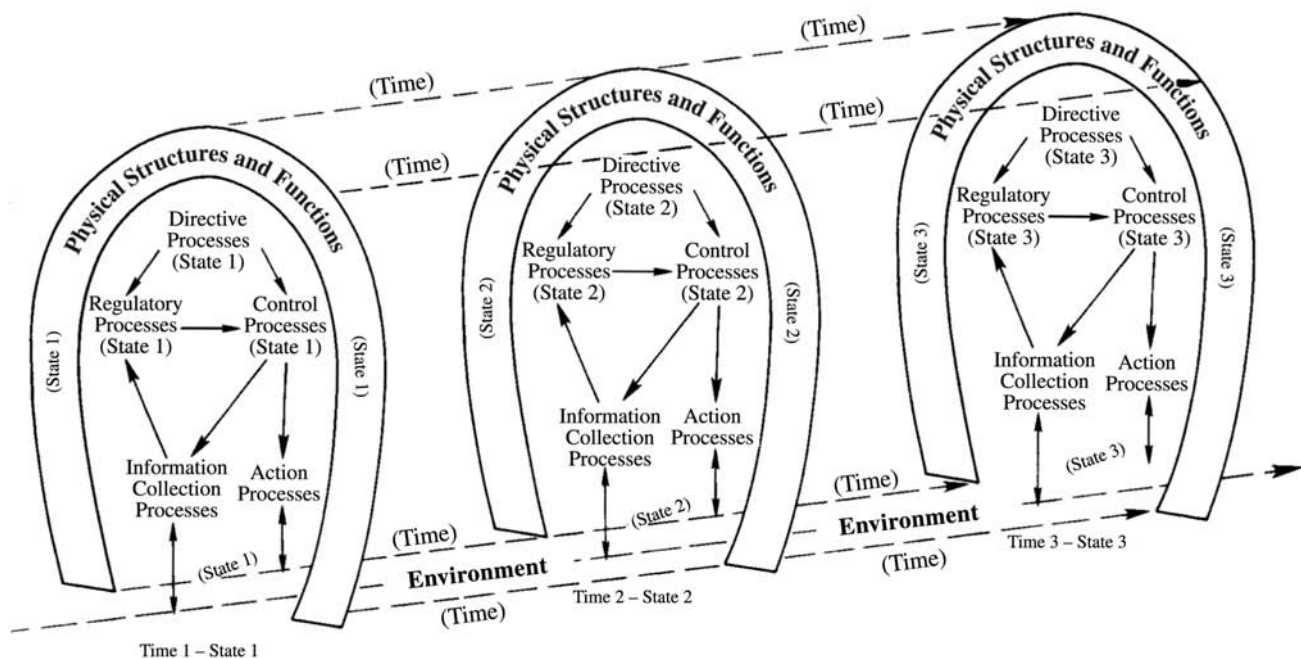 Physical Structures and Functions
(State 1)
(State 1)
Directive
Processes
(State 1)
Regulatory
Processes
(State 1)
Control
Processes
(State 1)
Information
Collection
Processes
Action
Processes
(State 1)
Time 1 – State 1
(Time)
(Time)
(Time)
Environment
(Time)
Physical Structures and Functions
(State 2)
(State 2)
Directive
Processes
(State 2)
Regulatory
Processes
(State 2)
Control
Processes
(State 2)
Information
Collection
Processes
Action
Processes
(State 2)
Time 2 – State 2
(Time)
(Time)
(Time)
Environment
(Time)
Physical Structures and Functions
(State 3)
(State 3)
Directive
Processes
(State 3)
Regulatory
Processes
(State 3)
Control
Processes
(State 3)
Information
Collection
Processes
Action
Processes
(State 3)
Time 3 – State 3